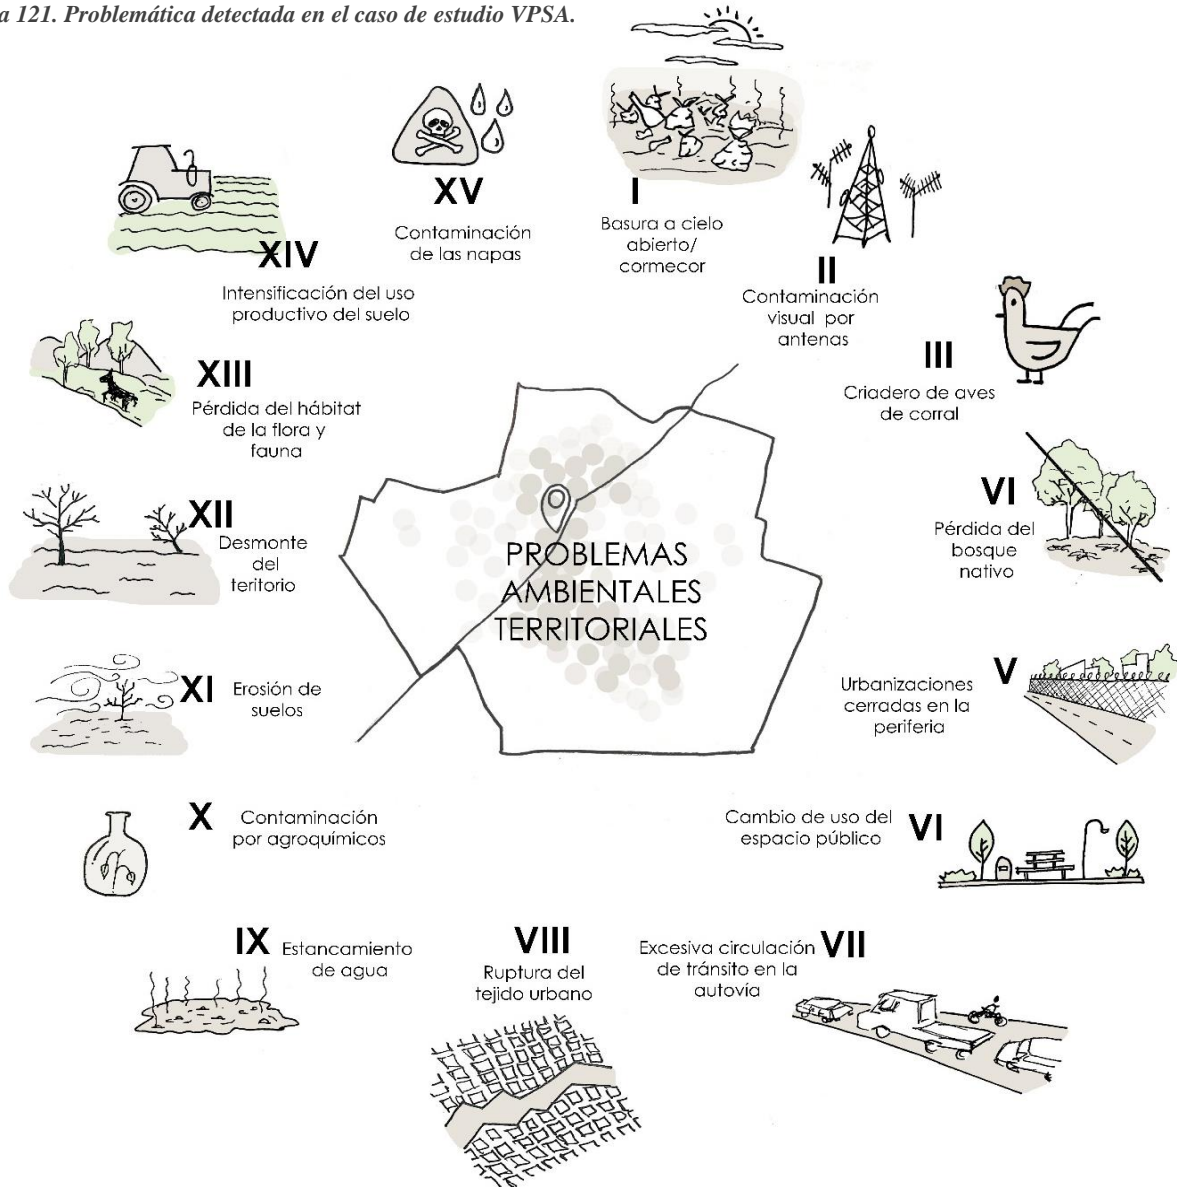 a 121. Problemática detectada en el caso de estudio VPSA.
I
Basura a cielo
abierto/
cormecor
II
Contaminación
visual por
antenas
III
Criadero de aves
de corral
VI
Pérdida del
bosque
nativo
V
Urbanizaciones
cerradas en la
periferia
VI
Cambio de uso del
espacio público
VII
Excesiva circulación
de tránsito en la
autovía
VIII
Ruptura del
tejido urbano
IX
Estancamiento
de agua
X
Contaminación
por agroquímicos
XI
Erosión de
suelos
XII
Desmonte
del
teritorio
XIII
Pérdida del hábitat
de la flora y
fauna
XIV
Intensificación del uso
productivo del suelo
XV
Contaminación
de las napas
PROBLEMAS
AMBIENTALES
TERRITORIALES